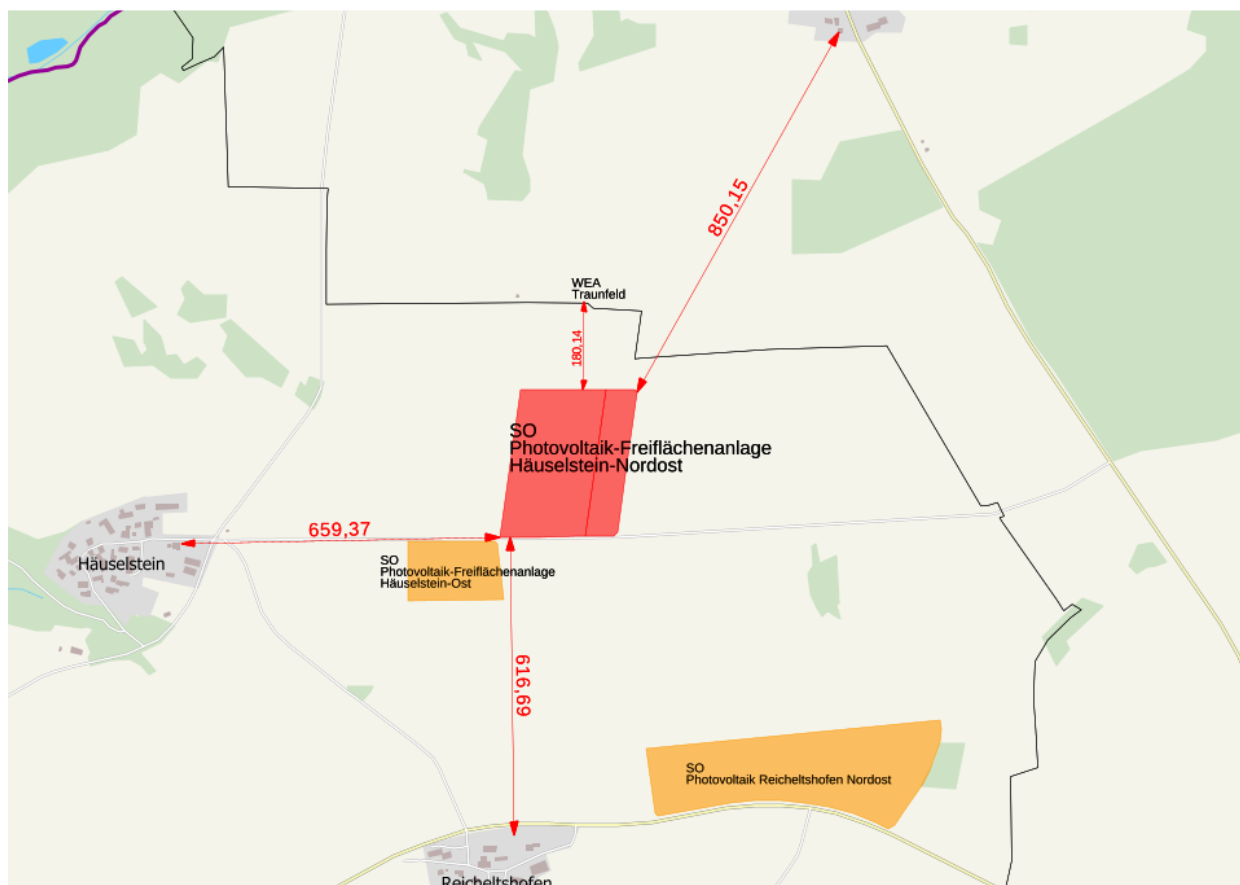 850,15
WEA
Traunfeld
180,14
SO
Photovoltaik-Freiflächenanlage
Häuselstein-Nordost
659,37
Häuselstein
SO
Photovoltaik-Freiflächenanlage
Häuselstein-Ost
616,69
SO
Photovoltaik Reicheltshofen Nordost
Reicheltshofen